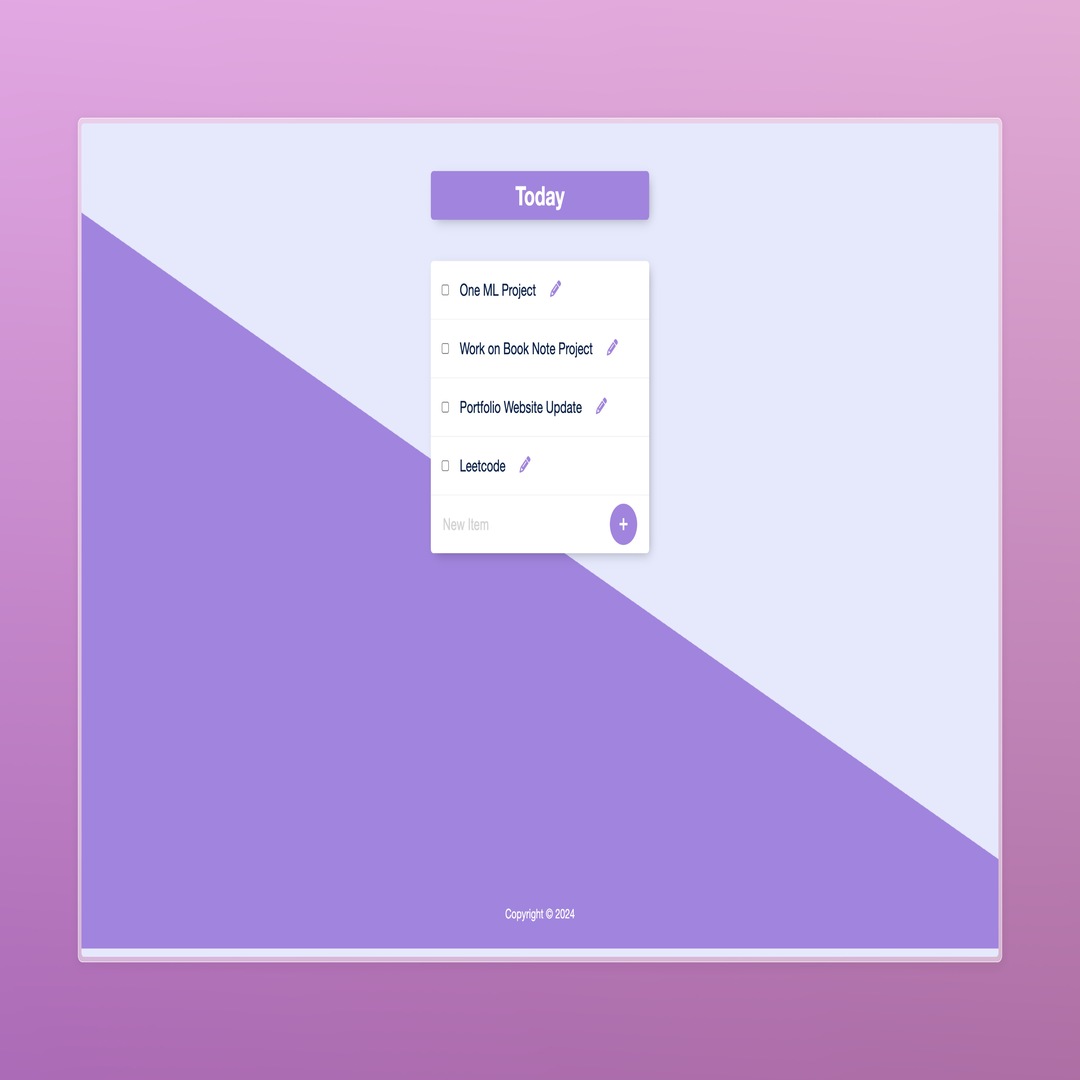 Today
One ML Project
Work on Book Note Project
Portfolio Website Update
Leetcode
New Item
+
Copyright © 2024